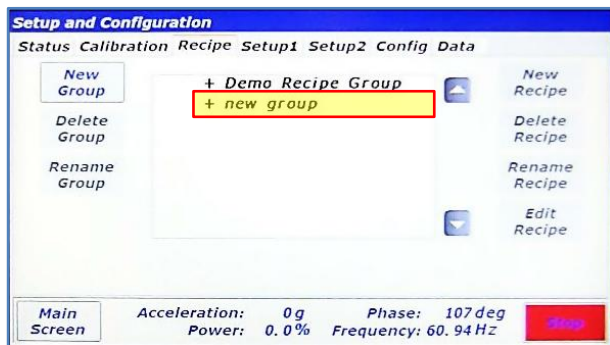 Setup and Configuration
Status Calibration Recipe Setup1 Setup2 Config Data
New
Group
Delete
Group
Rename
Group
+ Demo Recipe Group
+ new group
New
Recipe
Delete
Recipe
Rename
Recipe
Edit
Recipe
Main
Screen
Acceleration: 0 g
Power: 0.0%
Phase: 107 deg
Frequency: 60.94 Hz
Stop